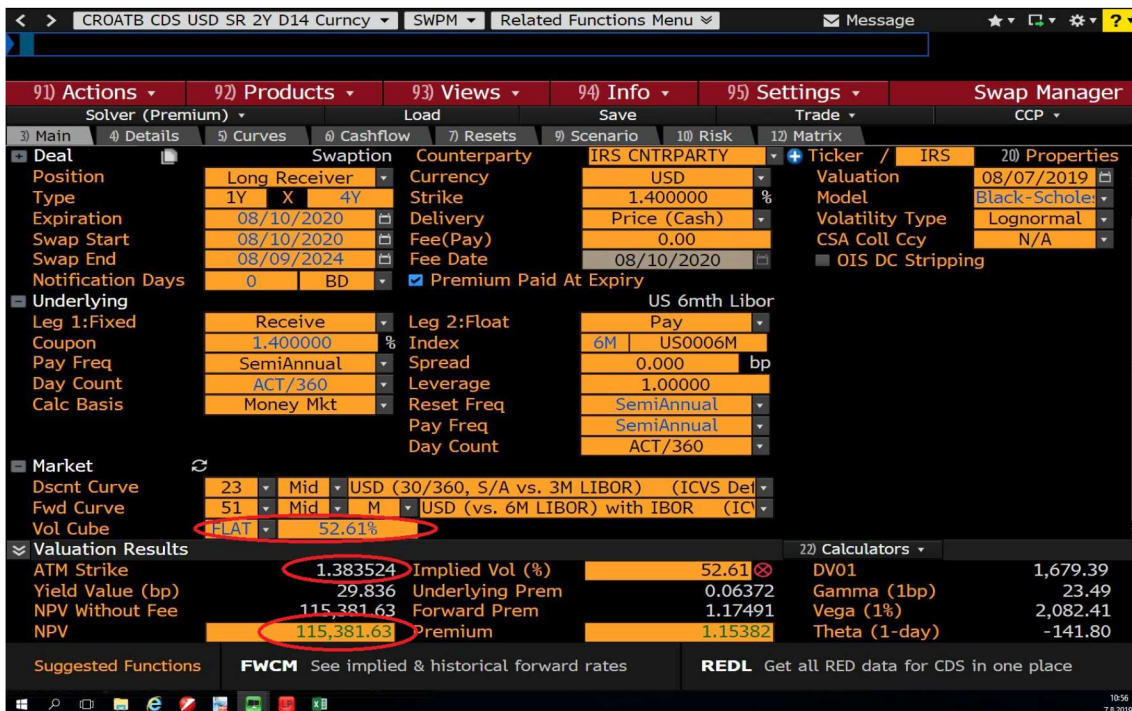 < > CROATB CDS USD SR 2Y D14 Curncy SWPM Related Functions Menu Message ?
91) Actions 92) Products 93) Views 94) Info 95) Settings Swap Manager
Solver (Premium) Load Save Trade CCP
3) Main 4) Details 5) Curves 6) Cashflow 7) Resets 9) Scenario 10) Risk 12) Matrix
Deal Swaption Counterparty IRS CNTRPARTY Ticker / IRS 20) Properties
Position Long Receiver Currency USD Valuation 08/07/2019
Type 1Y X 4Y Strike 1.400000 % Model Black-Scholes
Expiration 08/10/2020 Delivery Price (Cash) Volatility Type Lognormal
Swap Start 08/10/2020 Fee(Pay) 0.00 CSA Coll Ccy N/A
Swap End 08/09/2024 Fee Date 08/10/2020 OIS DC Stripping
Notification Days 0 BD Premium Paid At Expiry
Underlying US 6mth Libor
Leg 1:Fixed Receive Leg 2:Float Pay
Coupon 1.400000 % Index 6M US0006M
Pay Freq SemiAnnual Spread 0.000 bp
Day Count ACT/360 Leverage 1.00000
Calc Basis Money Mkt Reset Freq SemiAnnual
Pay Freq SemiAnnual
Day Count ACT/360
Market
Dscnt Curve 23 Mid USD (30/360, S/A vs. 3M LIBOR) (ICVS Def
Fwd Curve 51 Mid M USD (vs. 6M LIBOR) with IBOR (IC
Vol Cube FLAT 52.61%
Valuation Results 22) Calculators
ATM Strike 1.383524 Implied Vol (%) 52.61 DV01 1,679.39
Yield Value (bp) 29.836 Underlying Prem 0.06372 Gamma (1bp) 23.49
NPV Without Fee 115,381.63 Forward Prem 1.17491 Vega (1%) 2,082.41
NPV 115,381.63 Premium 1.15382 Theta (1-day) -141.80
Suggested Functions FWCM See implied & historical forward rates REDL Get all RED data for CDS in one place
10:56
7.8.2019